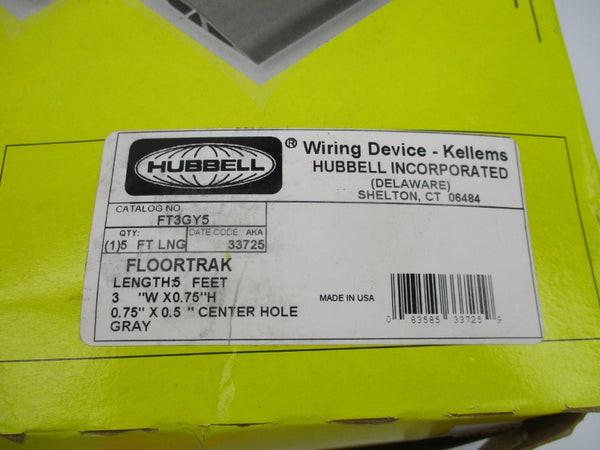 HUBBELL ® Wiring Device - Kellems
HUBBELL INCORPORATED
(DELAWARE)
SHELTON, CT 06484
CATALOG NO.
FT3GY5
QTY: DATE CODE AKA
(1)5 FT LNG 33725
FLOORTRAK
LENGTH:5 FEET
3 "W X0.75"H
0.75" X 0.5 " CENTER HOLE
GRAY
MADE IN USA
0 83585 33725 9